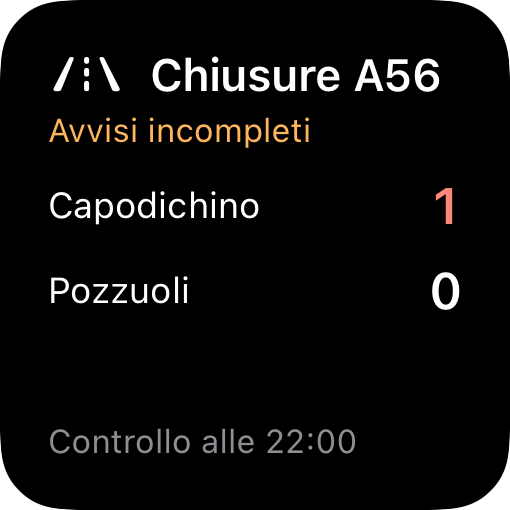 Chiusure A56
Avvisi incompleti
Capodichino 1
Pozzuoli 0
Controllo alle 22:00